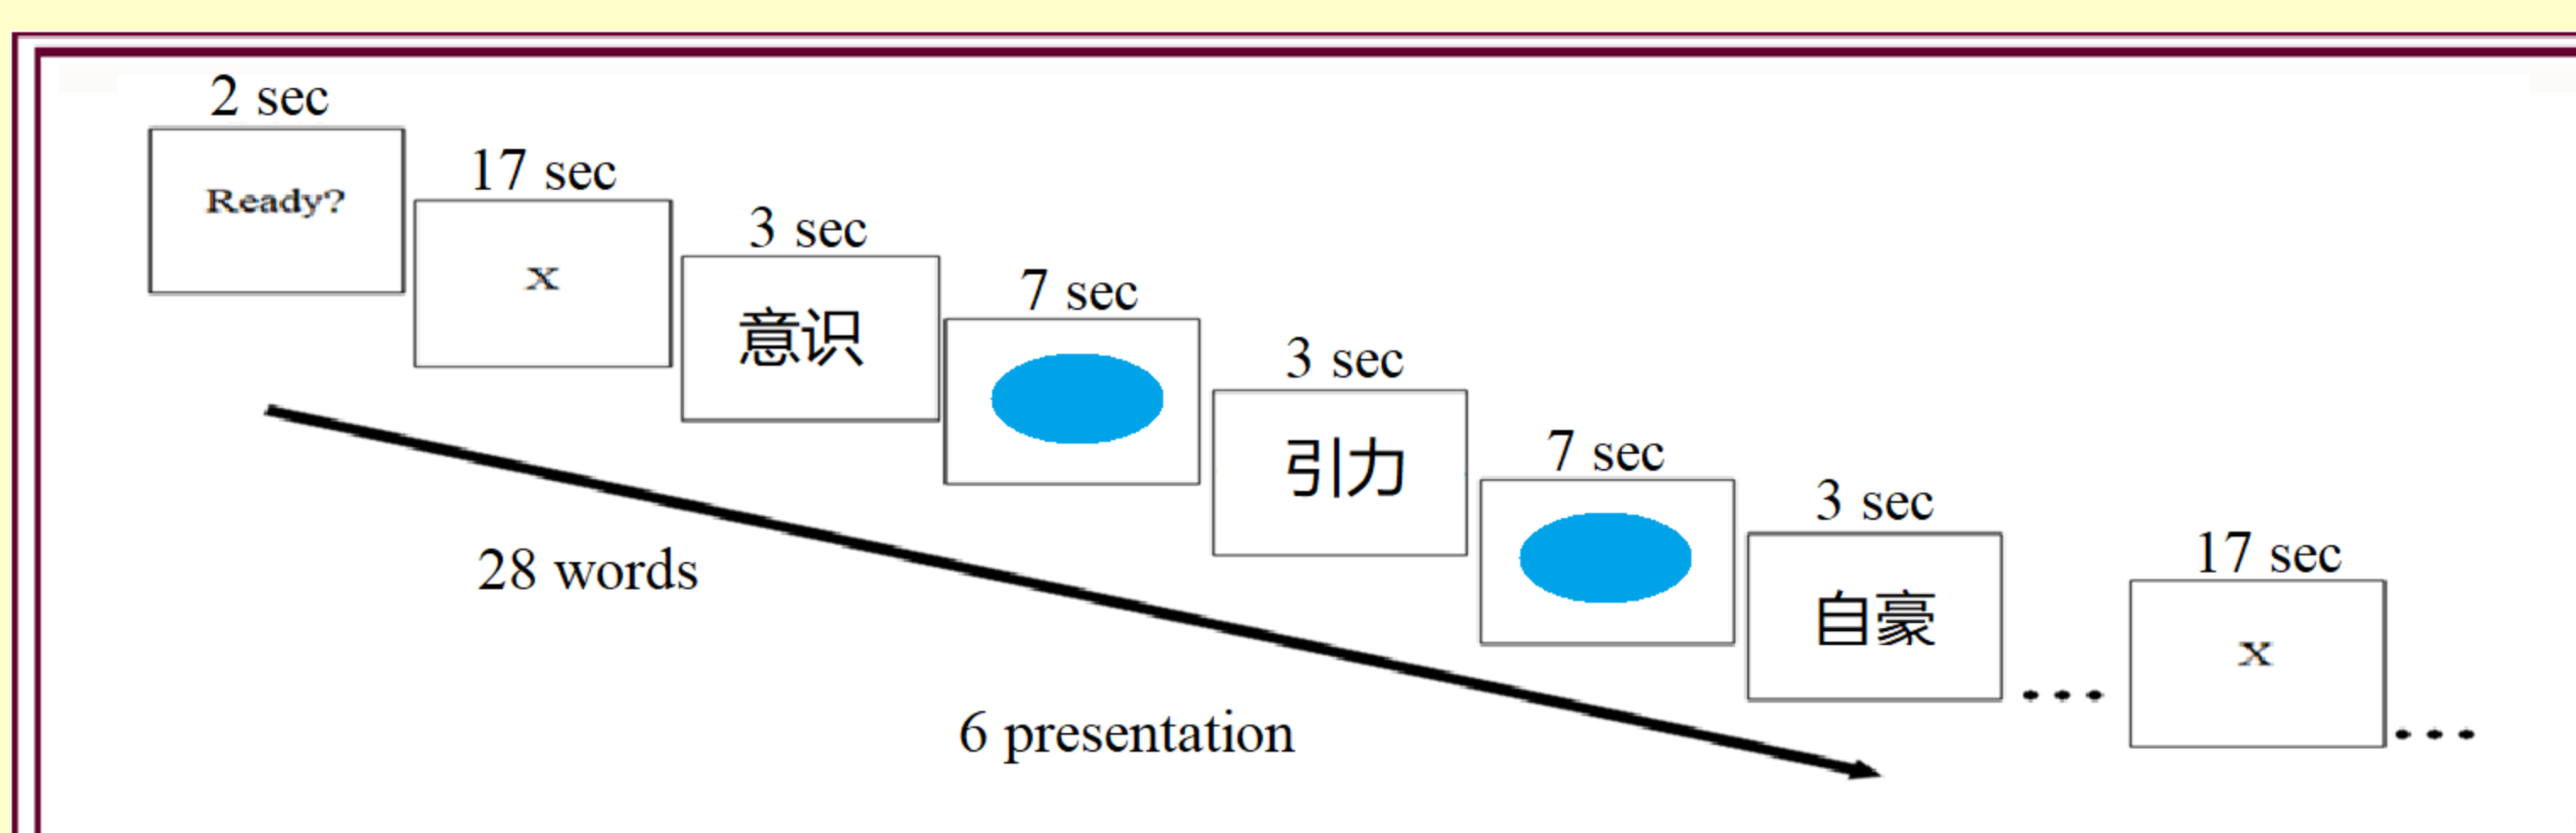 2 sec
Ready?
17 sec
x
3 sec
意识
7 sec
3 sec
引力
7 sec
3 sec
自豪
...
17 sec
x
...
28 words
6 presentation